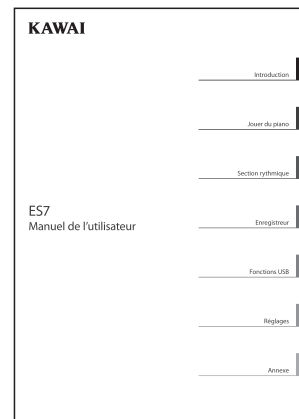 KAWAI
Introduction
Jouer du piano
Section rythmique
ES7
Manuel de l'utilisateur
Enregistreur
Fonctions USB
Réglages
Annexe